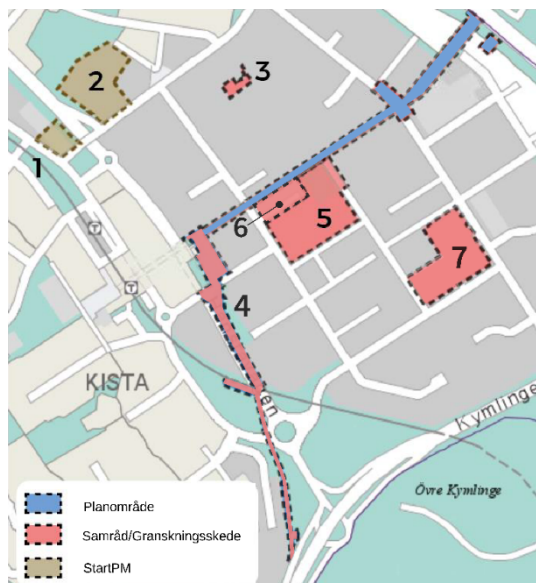 2
3
1
6
5
7
4
T
T
KISTA
en
Kymlinge
Övre Kymlinge
Planområde
Samråd/Granskningsskede
StartPM